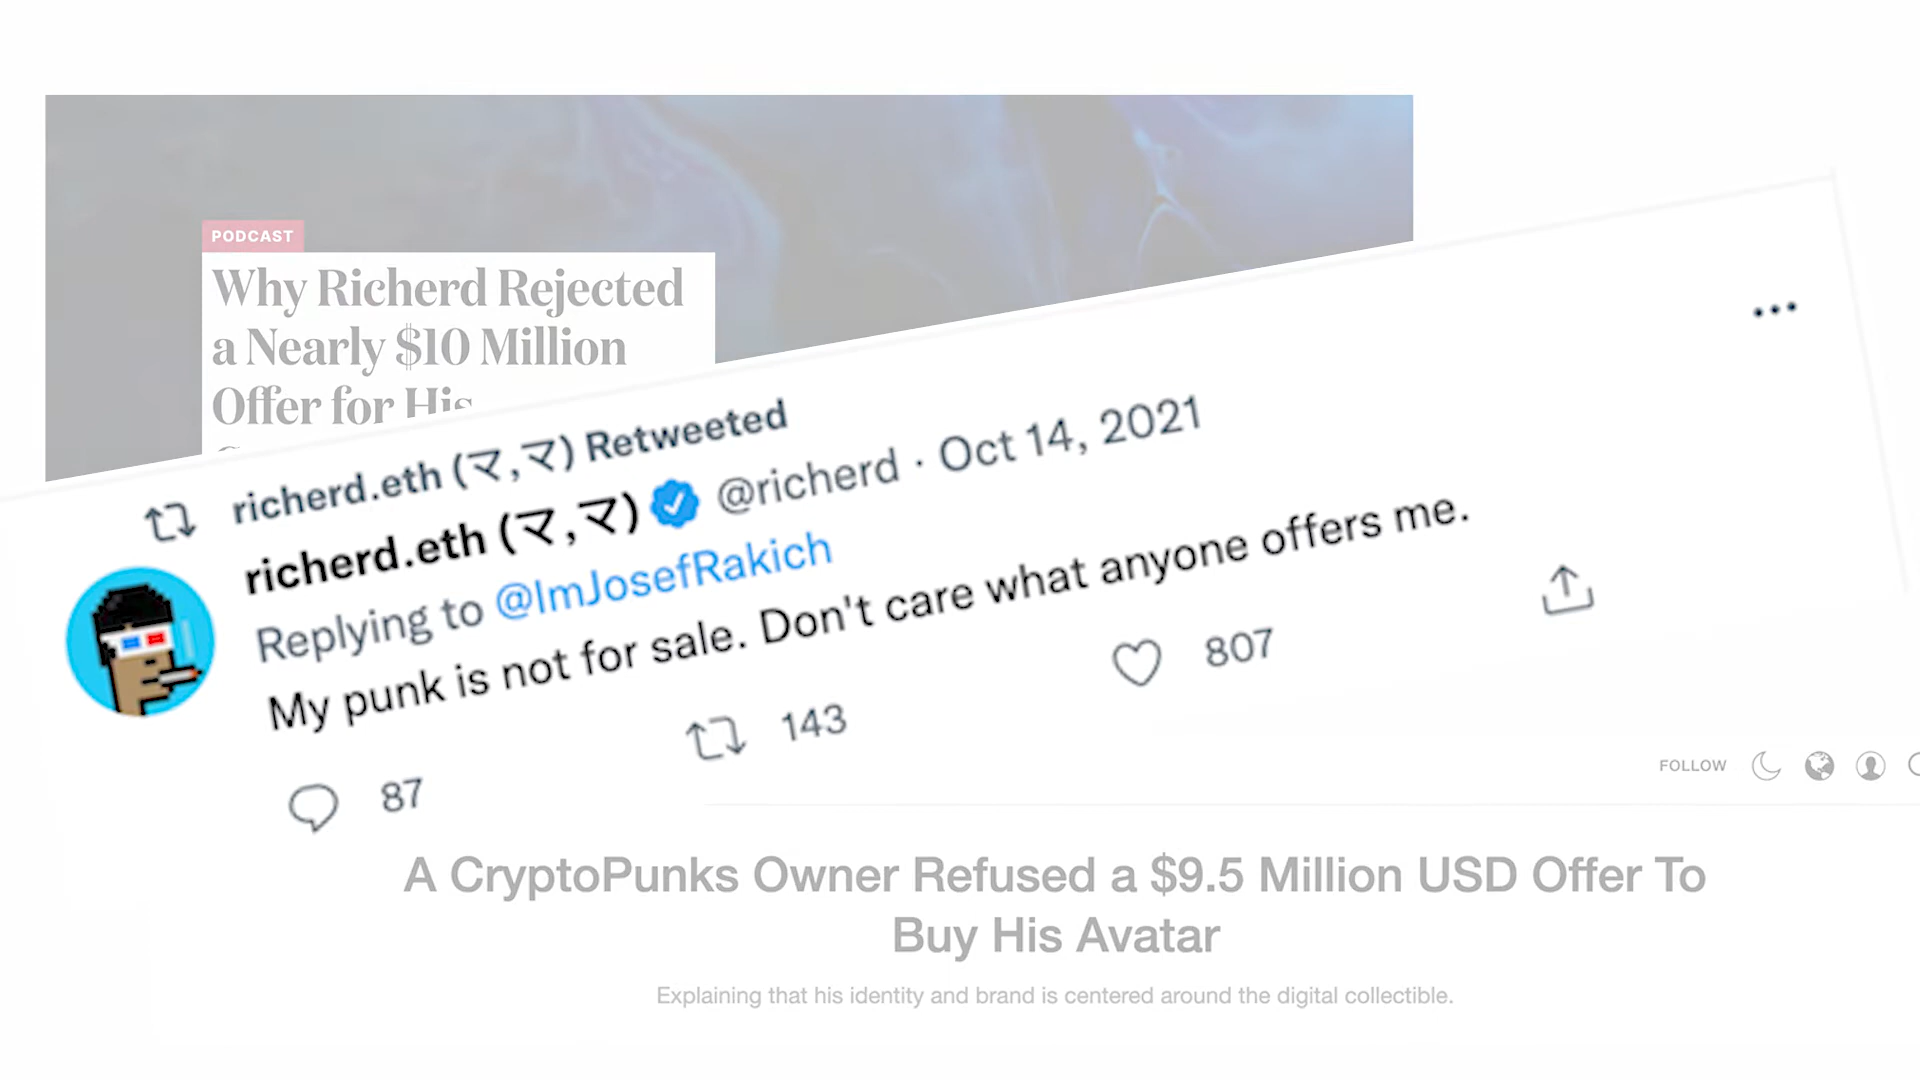 PODCAST
Why Richerd Rejected
a Nearly $10 Million
Offer for His
richerd.eth (マ,マ) Retweeted
richerd.eth (マ,マ) @richerd · Oct 14, 2021
Replying to @ImJosefRakich
My punk is not for sale. Don't care what anyone offers me.
87 143 807
FOLLOW
A CryptoPunks Owner Refused a $9.5 Million USD Offer To
Buy His Avatar
Explaining that his identity and brand is centered around the digital collectible.